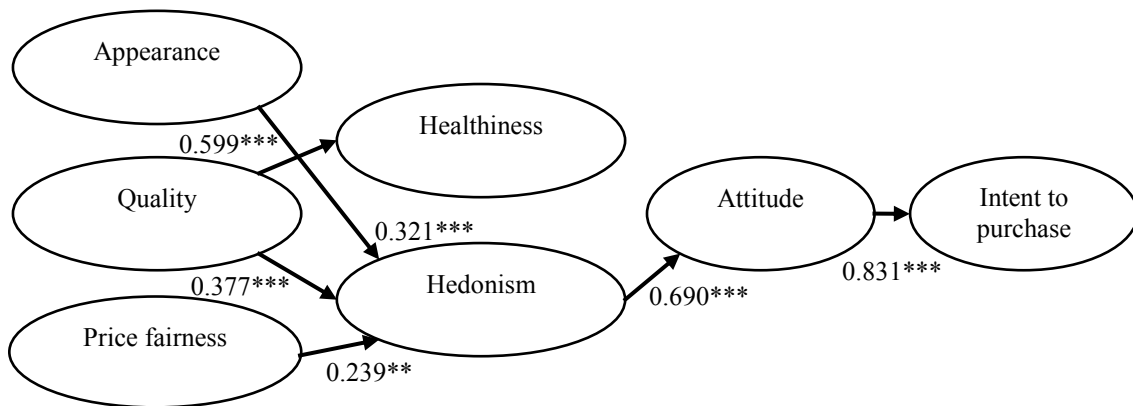 Appearance
Healthiness
0.599***
Quality
Attitude
Intent to
purchase
0.321***
0.377***
Hedonism
0.831***
0.690***
Price fairness
0.239**